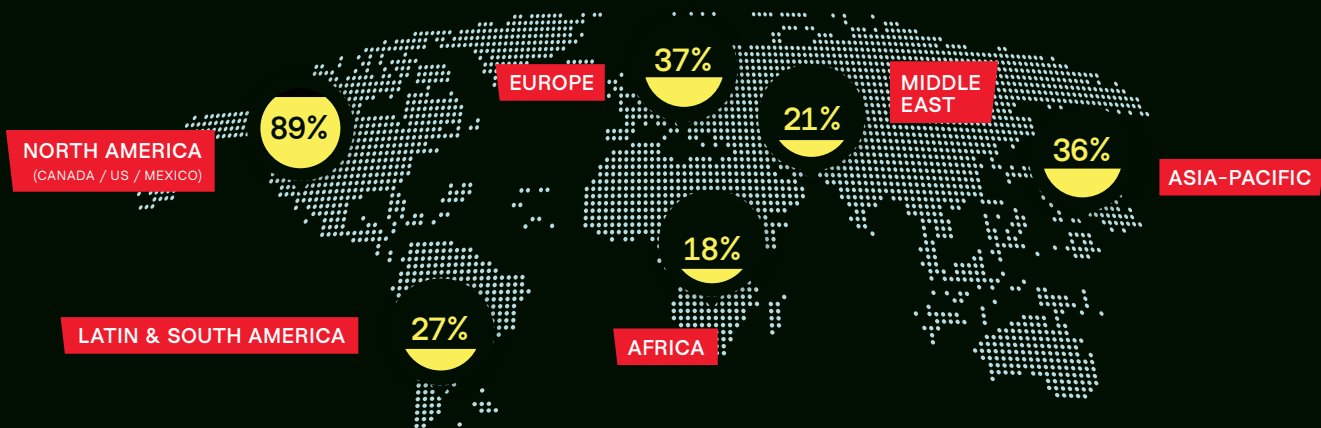 37%
EUROPE
MIDDLE
EAST
21%
89%
NORTH AMERICA
(CANADA / US / MEXICO)
36%
ASIA-PACIFIC
18%
27%
LATIN & SOUTH AMERICA
AFRICA